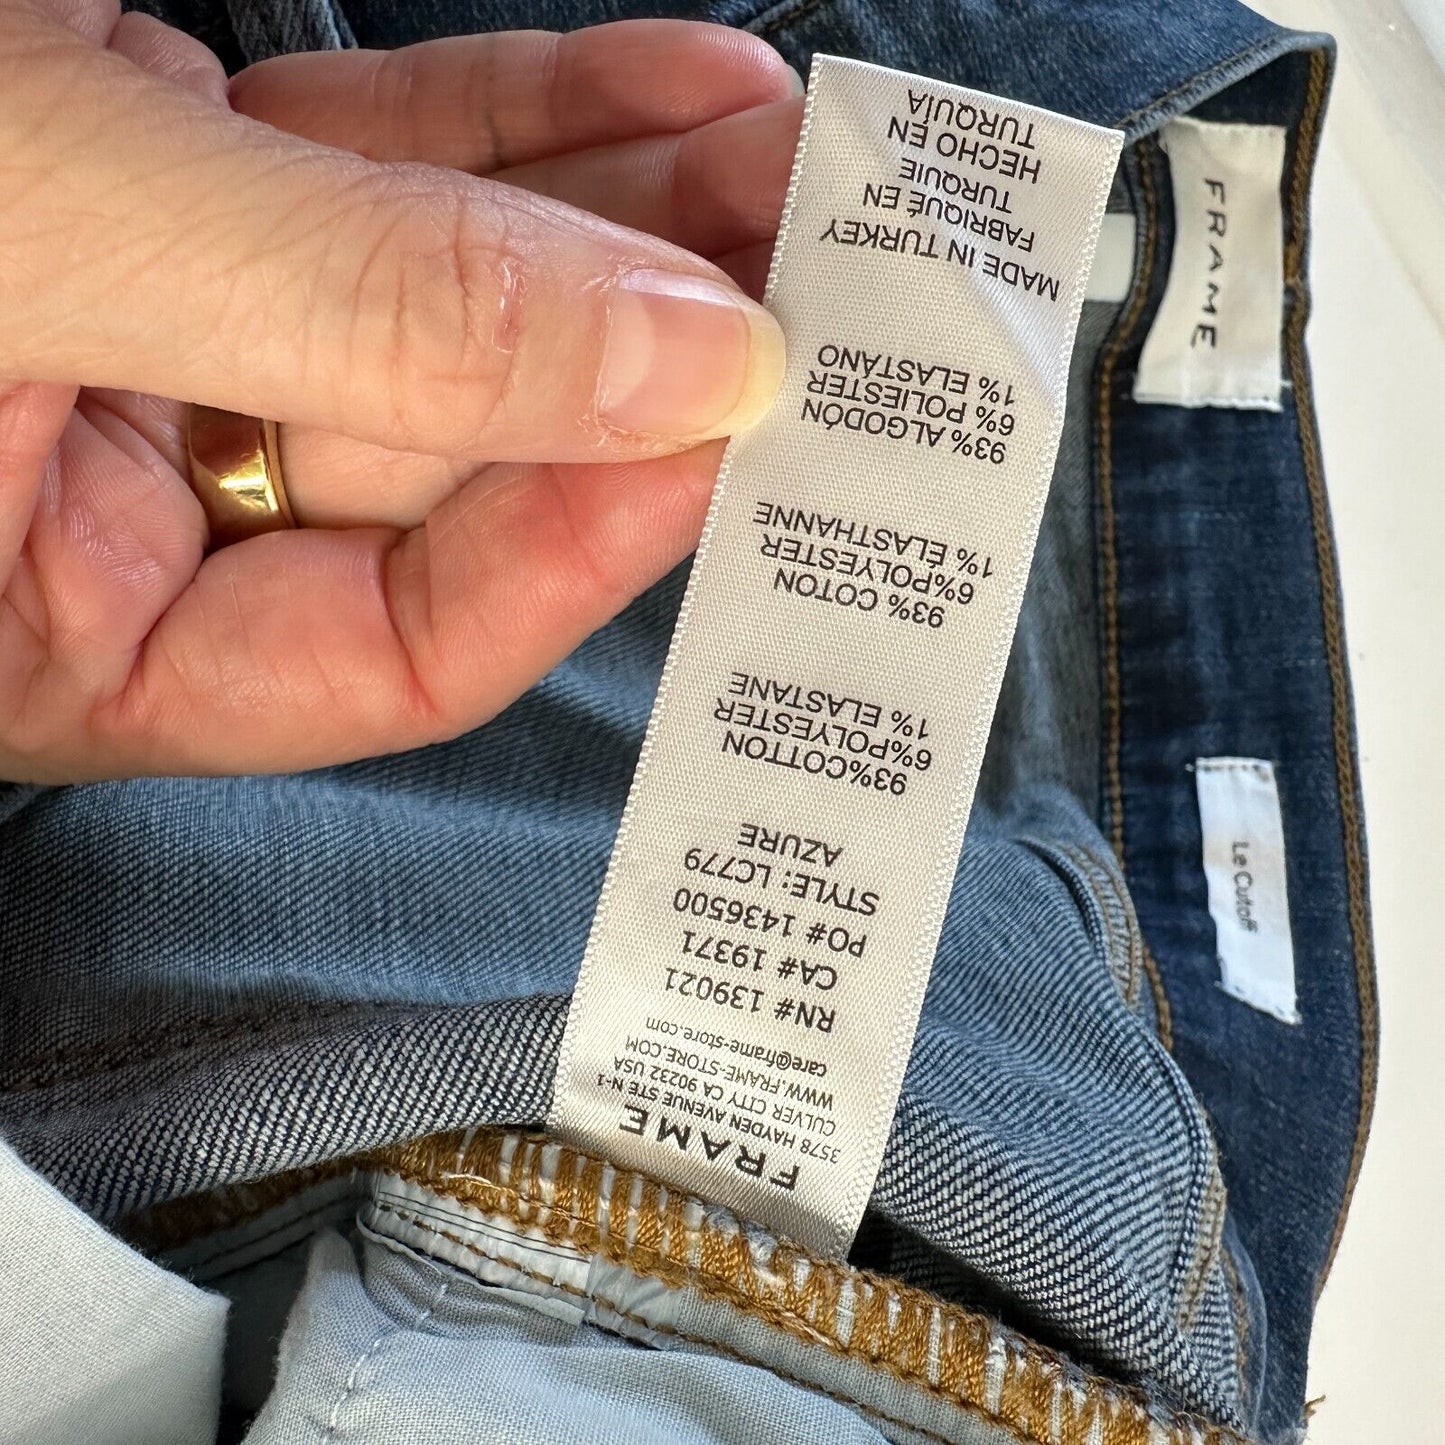 FRAME
3578 HAYDEN AVENUE STE N-1
CULVER CITY CA 90232 USA
WWW.FRAME-STORE.COM
care@frame-store.com
RN# 139021
CA# 19371
PO# 1436500
STYLE: LC779
AZURE
93%COTTON
6%POLYESTER
1% ELASTANE
93% COTON
6%POLYESTER
1% ÉLASTHANNE
93% ALGODÓN
6% POLIESTER
1% ELASTANO
MADE IN TURKEY
FABRIQUÉ EN
TURQUIE
HECHO EN
TURQUÍA
FRAME
Le Cutoff